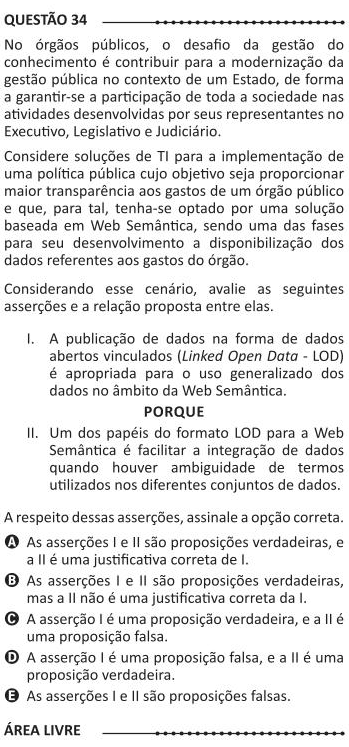 QUESTÃO 34
No órgãos públicos, o desafio da gestão do
conhecimento é contribuir para a modernização da
gestão pública no contexto de um Estado, de forma
a garantir-se a participação de toda a sociedade nas
atividades desenvolvidas por seus representantes no
Executivo, Legislativo e Judiciário.
Considere soluções de TI para a implementação de
uma política pública cujo objetivo seja proporcionar
maior transparência aos gastos de um órgão público
e que, para tal, tenha-se optado por uma solução
baseada em Web Semântica, sendo uma das fases
para seu desenvolvimento a disponibilização dos
dados referentes aos gastos do órgão.
Considerando esse cenário, avalie as seguintes
asserções e a relação proposta entre elas.
I. A publicação de dados na forma de dados
abertos vinculados (Linked Open Data - LOD)
é apropriada para o uso generalizado dos
dados no âmbito da Web Semântica.
PORQUE
II. Um dos papéis do formato LOD para a Web
Semântica é facilitar a integração de dados
quando houver ambiguidade de termos
utilizados nos diferentes conjuntos de dados.
A respeito dessas asserções, assinale a opção correta.
A As asserções I e II são proposições verdadeiras, e
a II é uma justificativa correta de I.
B As asserções I e II são proposições verdadeiras,
mas a II não é uma justificativa correta da I.
C A asserção I é uma proposição verdadeira, e a II é
uma proposição falsa.
D A asserção I é uma proposição falsa, e a II é uma
proposição verdadeira.
E As asserções I e II são proposições falsas.
ÁREA LIVRE